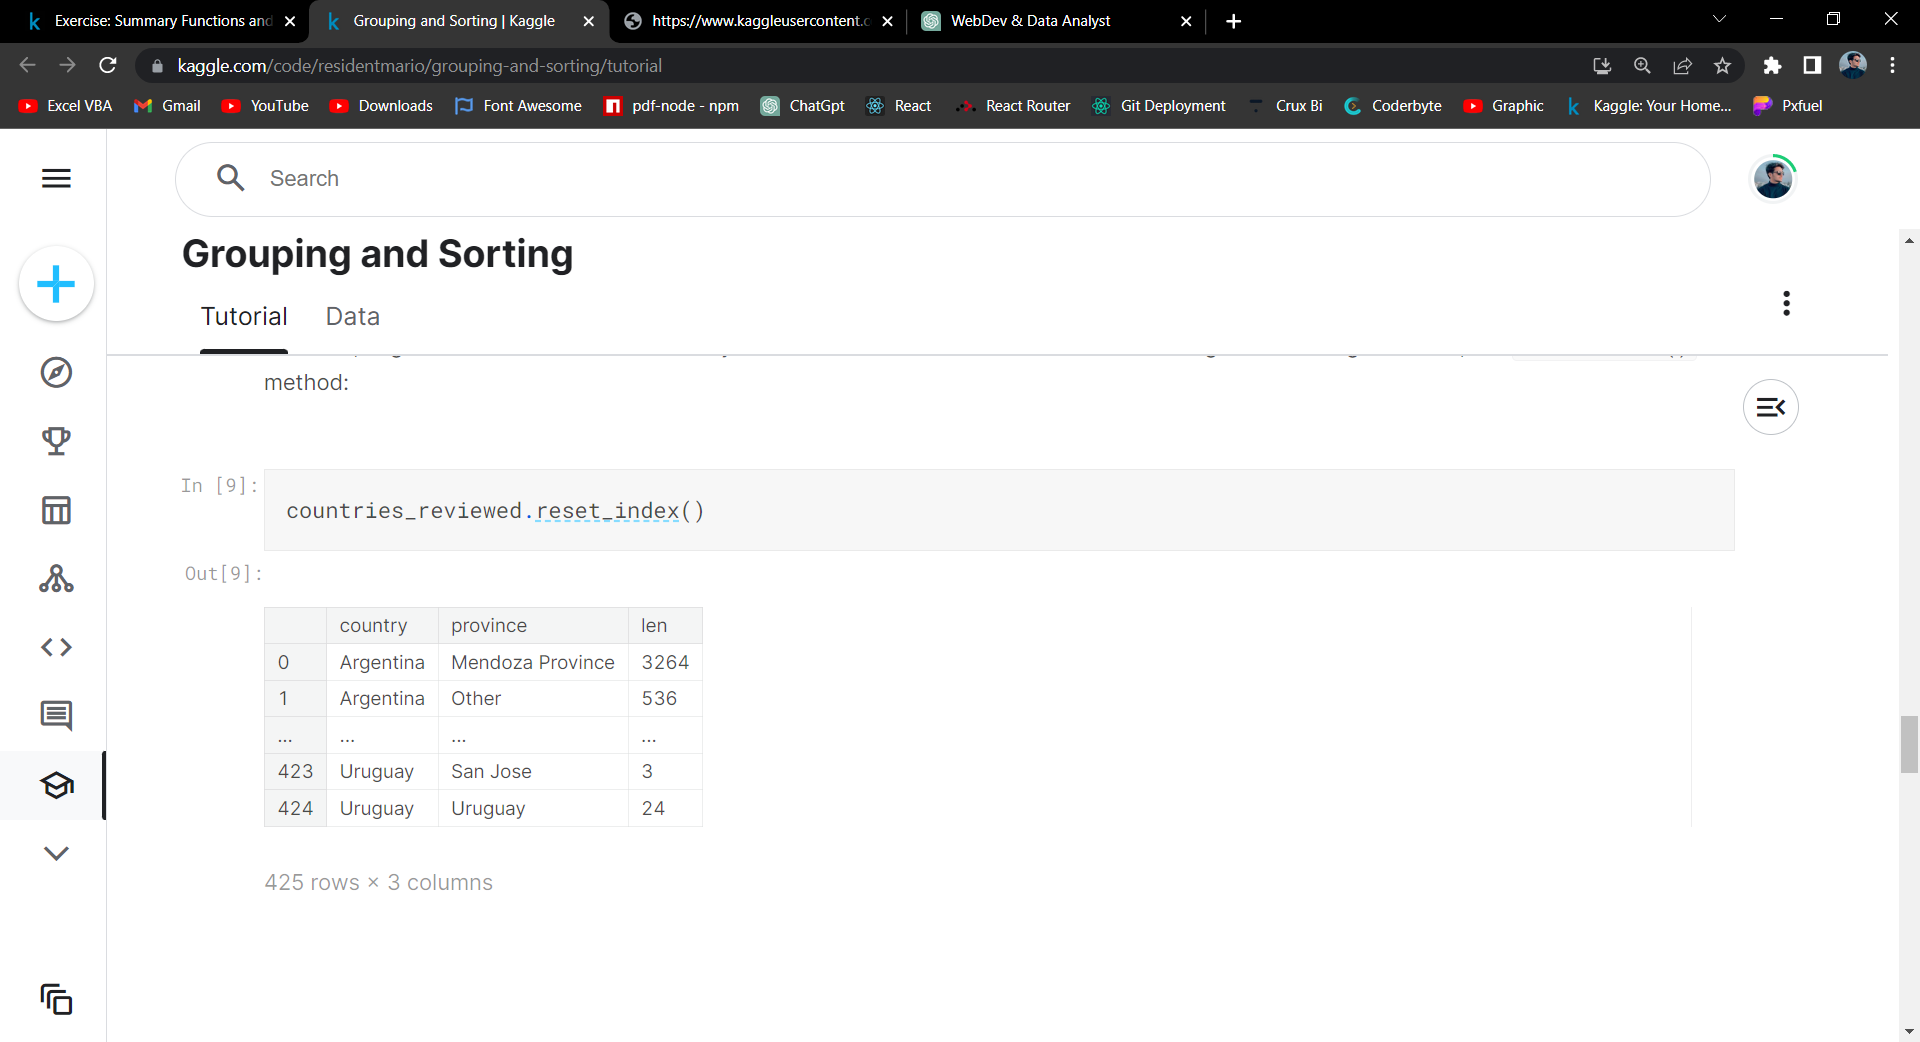 Exercise: Summary Functions and
Grouping and Sorting | Kaggle
https://www.kaggleusercontent.c
WebDev & Data Analyst
kaggle.com/code/residentmario/grouping-and-sorting/tutorial
Excel VBA
Gmail
YouTube
Downloads
Font Awesome
pdf-node - npm
ChatGpt
React
React Router
Git Deployment
Crux Bi
Coderbyte
Graphic
Kaggle: Your Home...
Pxfuel
Search
Grouping and Sorting
Tutorial Data
method:
In [9]:
countries_reviewed.reset_index()
Out[9]:
country province len
0 Argentina Mendoza Province 3264
1 Argentina Other 536
... ... ... ...
423 Uruguay San Jose 3
424 Uruguay Uruguay 24
425 rows × 3 columns